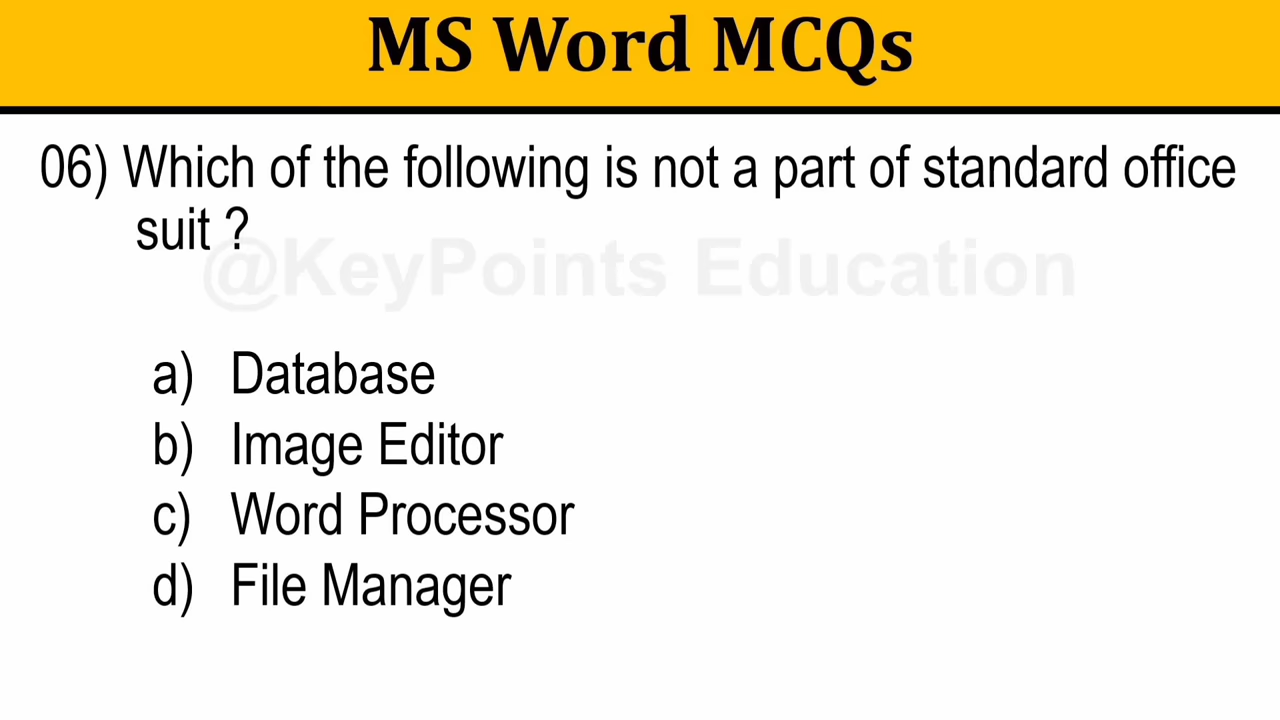 MS Word MCQs
06) Which of the following is not a part of standard office
suit ?
@KeyPoints Education
a) Database
b) Image Editor
c) Word Processor
d) File Manager